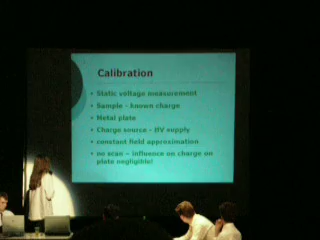 Calibration
• Static voltage measurement
• Sample - known charge
• Metal plate
• Charge source - HV supply
• constant field approximation
• no scan – influence on charge on
plate negligible!